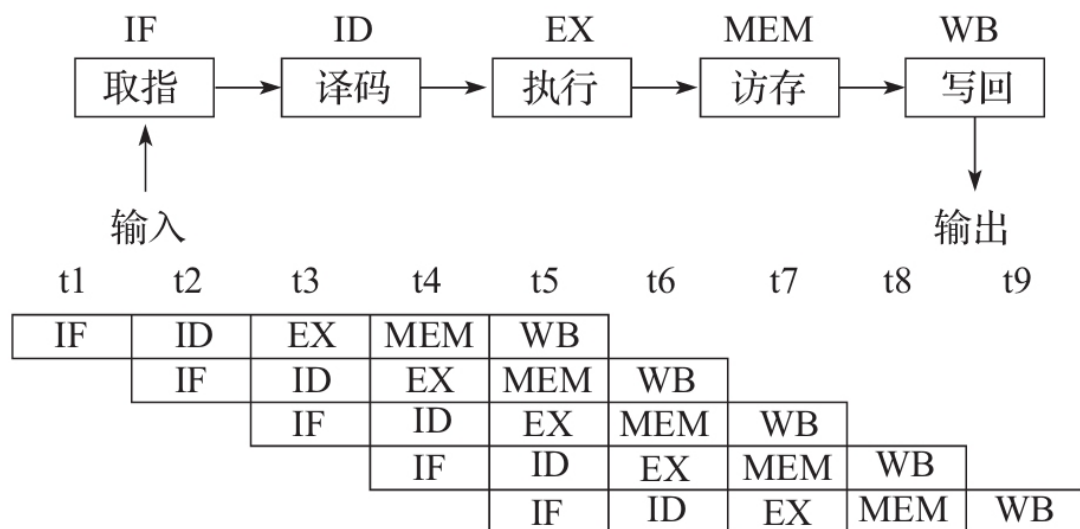 IF ID EX MEM WB
取指 译码 执行 访存 写回
输入 输出
t1 t2 t3 t4 t5 t6 t7 t8 t9
IF ID EX MEM WB
IF ID EX MEM WB
IF ID EX MEM WB
IF ID EX MEM WB
IF ID EX MEM WB